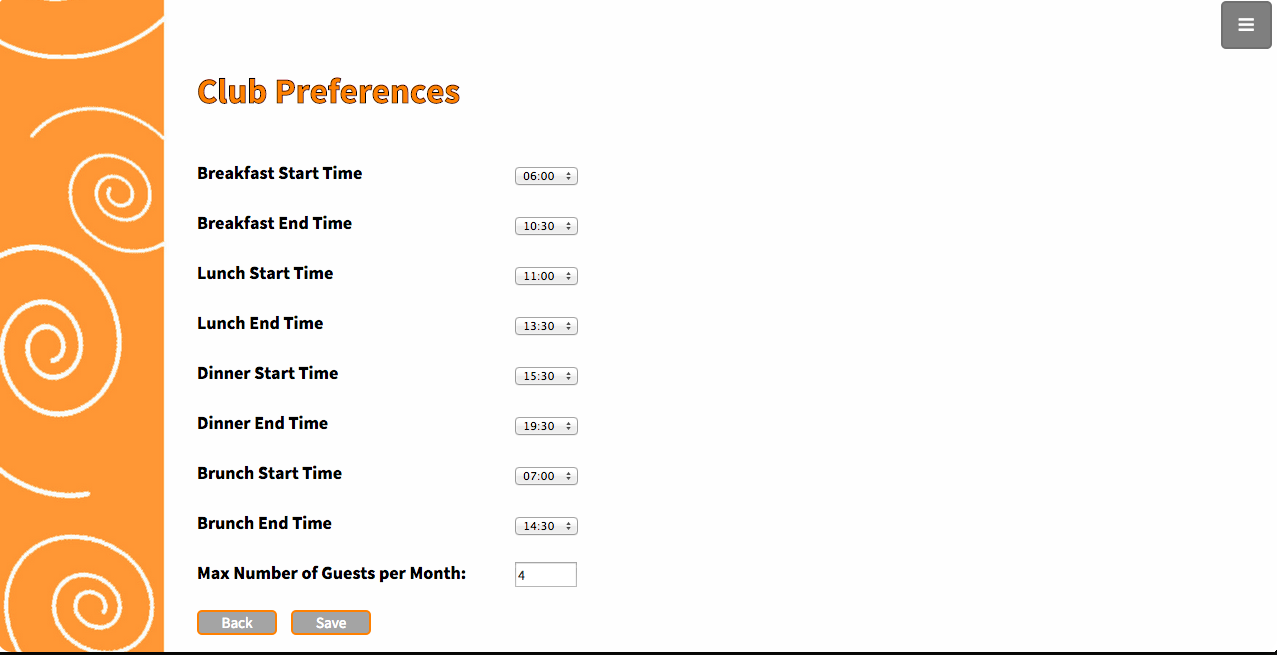 Club Preferences
Breakfast Start Time 06:00
Breakfast End Time 10:30
Lunch Start Time 11:00
Lunch End Time 13:30
Dinner Start Time 15:30
Dinner End Time 19:30
Brunch Start Time 07:00
Brunch End Time 14:30
Max Number of Guests per Month: 4
Back Save